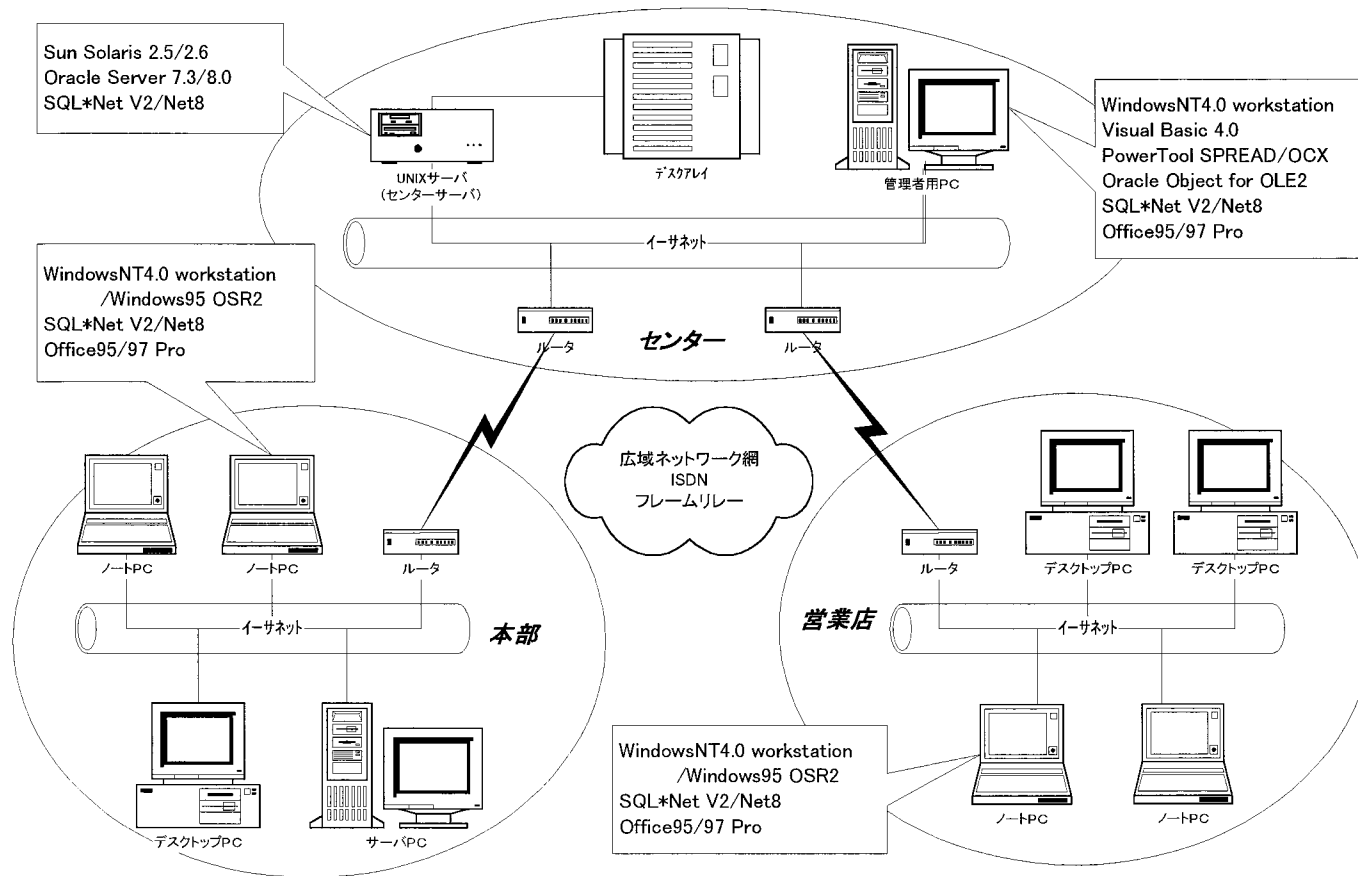 Sun Solaris 2.5/2.6
Oracle Server 7.3/8.0
SQL*Net V2/Net8
UNIXサーバ
(センターサーバ)
デスクアレイ
管理者用PC
WindowsNT4.0 workstation
Visual Basic 4.0
PowerTool SPREAD/OCX
Oracle Object for OLE2
SQL*Net V2/Net8
Office95/97 Pro
イーサネット
ルータ
センター
ルータ
WindowsNT4.0 workstation
/Windows95 OSR2
SQL*Net V2/Net8
Office95/97 Pro
広域ネットワーク網
ISDN
フレームリレー
ノートPC
ノートPC
ルータ
イーサネット
本部
デスクトップPC
サーバPC
ルータ
デスクトップPC
デスクトップPC
営業店
イーサネット
WindowsNT4.0 workstation
/Windows95 OSR2
SQL*Net V2/Net8
Office95/97 Pro
ノートPC
ノートPC